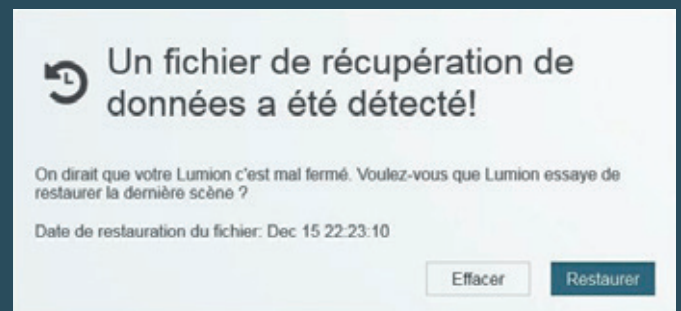 Un fichier de récupération de
données a été détecté!
On dirait que votre Lumion c'est mal fermé. Voulez-vous que Lumion essaye de
restaurer la dernière scène ?
Date de restauration du fichier: Dec 15 22:23:10
Effacer
Restaurer